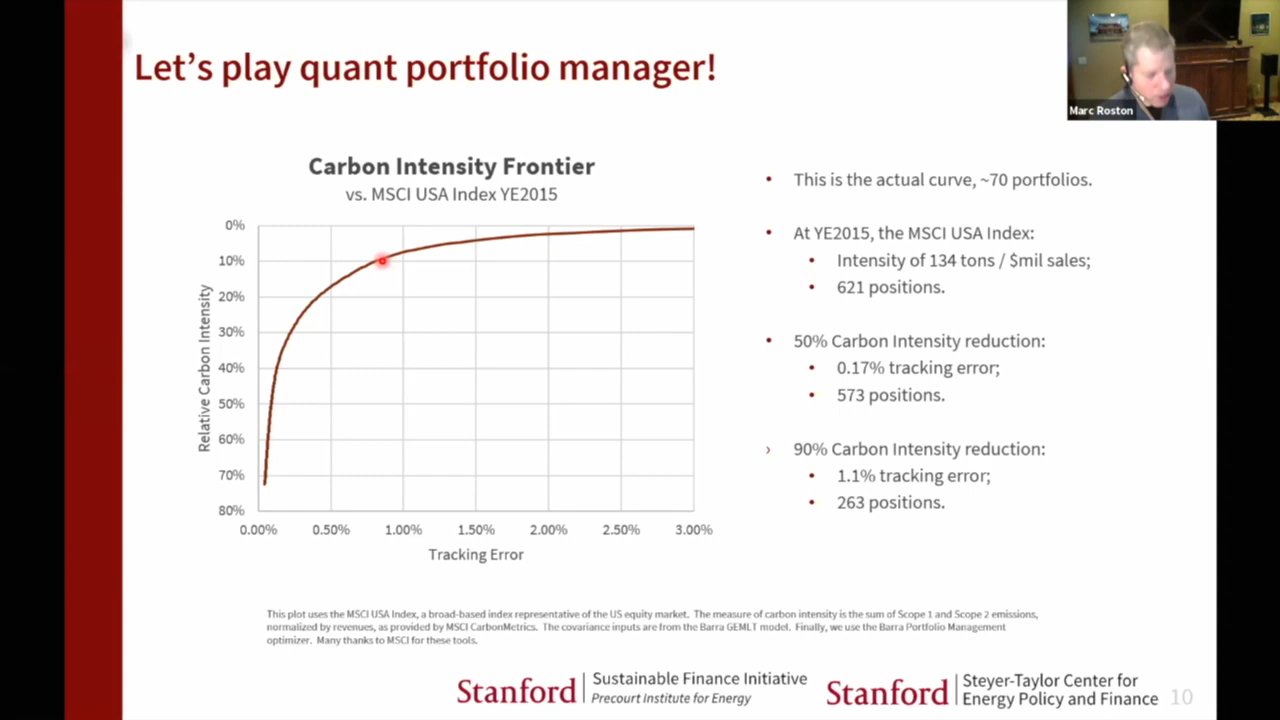 Let's play quant portfolio manager!
Marc Roston
Carbon Intensity Frontier
vs. MSCI USA Index YE2015
0%
10%
20%
30%
40%
50%
60%
70%
80%
Relative Carbon Intensity
0.00%
0.50%
1.00%
1.50%
2.00%
2.50%
3.00%
Tracking Error
• This is the actual curve, ~70 portfolios.
• At YE2015, the MSCI USA Index:
• Intensity of 134 tons / $mil sales;
• 621 positions.
• 50% Carbon Intensity reduction:
• 0.17% tracking error;
• 573 positions.
› 90% Carbon Intensity reduction:
• 1.1% tracking error;
• 263 positions.
This plot uses the MSCI USA Index, a broad-based index representative of the US equity market. The measure of carbon intensity is the sum of Scope 1 and Scope 2 emissions,
normalized by revenues, as provided by MSCI CarbonMetrics. The covariance inputs are from the Barra GEMLT model. Finally, we use the Barra Portfolio Management
optimizer. Many thanks to MSCI for these tools.
Stanford
Sustainable Finance Initiative
Precourt Institute for Energy
Stanford
Steyer-Taylor Center for
Energy Policy and Finance
10